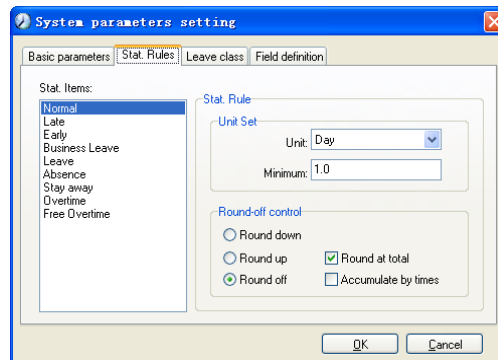 System parameters setting
Basic parameters
Stat. Rules
Leave class
Field definition
Stat. Items:
Normal
Late
Early
Business Leave
Leave
Absence
Stay away
Overtime
Free Overtime
Stat. Rule
Unit Set
Unit: Day
Minimum: 1.0
Round-off control
Round down
Round up
Round at total
Round off
Accumulate by times
OK
Cancel